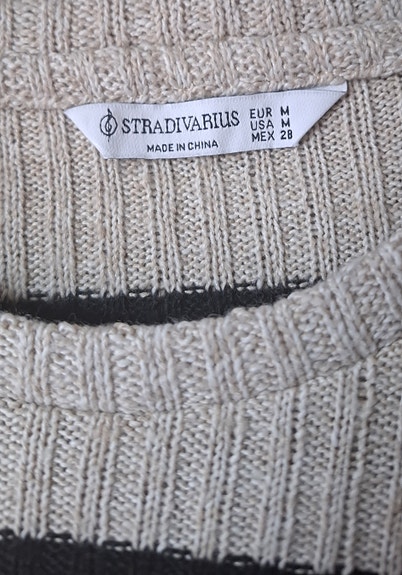 STRADIVARIUS
MADE IN CHINA
EUR M
USA M
MEX 28